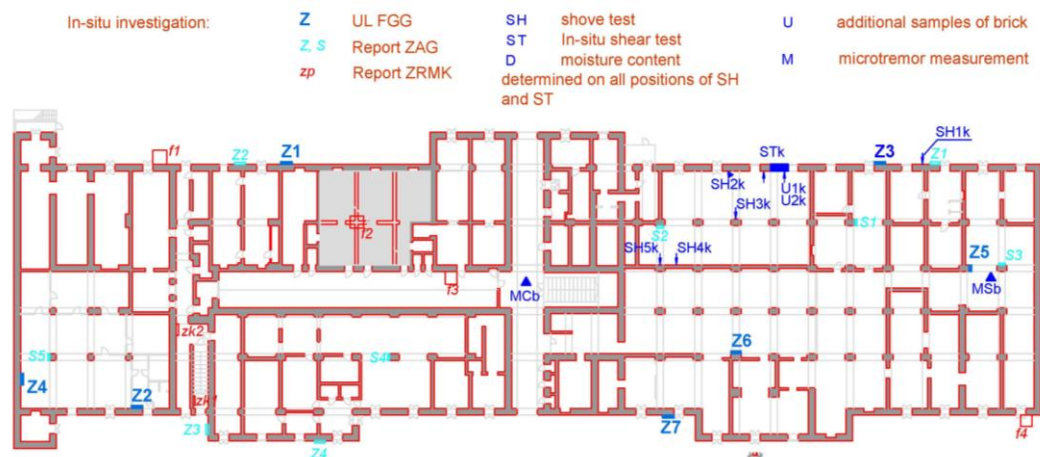 In-situ investigation:
Z UL FGG
Z, S Report ZAG
zp Report ZRMK
SH shove test
ST In-situ shear test
D moisture content
determined on all positions of SH
and ST
U additional samples of brick
M microtremor measurement
f1
Z2
Z1
STk
Z3
SH1k
Z1
SH2k
U1k
U2k
SH3k
f2
S2
S1
SH5k
SH4k
Z5
S3
f3
MCb
MSb
zk2
S5
S4
Z6
Z4
Z2
zk1
Z3
Z4
Z7
f4